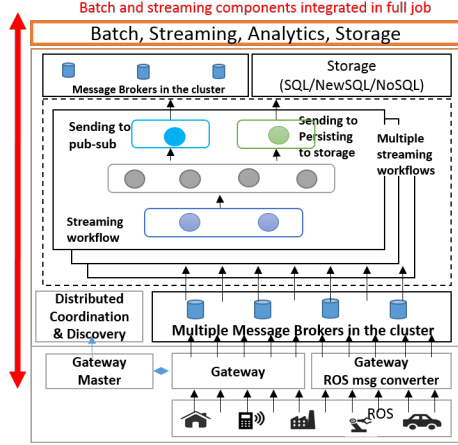 Batch and streaming components integrated in full job
Batch, Streaming, Analytics, Storage
Message Brokers in the cluster
Storage
(SQL/NewSQL/NoSQL)
Sending to
pub-sub
Sending to
Persisting
to storage
Multiple
streaming
workflows
Streaming
workflow
Distributed
Coordination
& Discovery
Multiple Message Brokers in the cluster
Gateway
Master
Gateway
Gateway
ROS msg converter
ROS